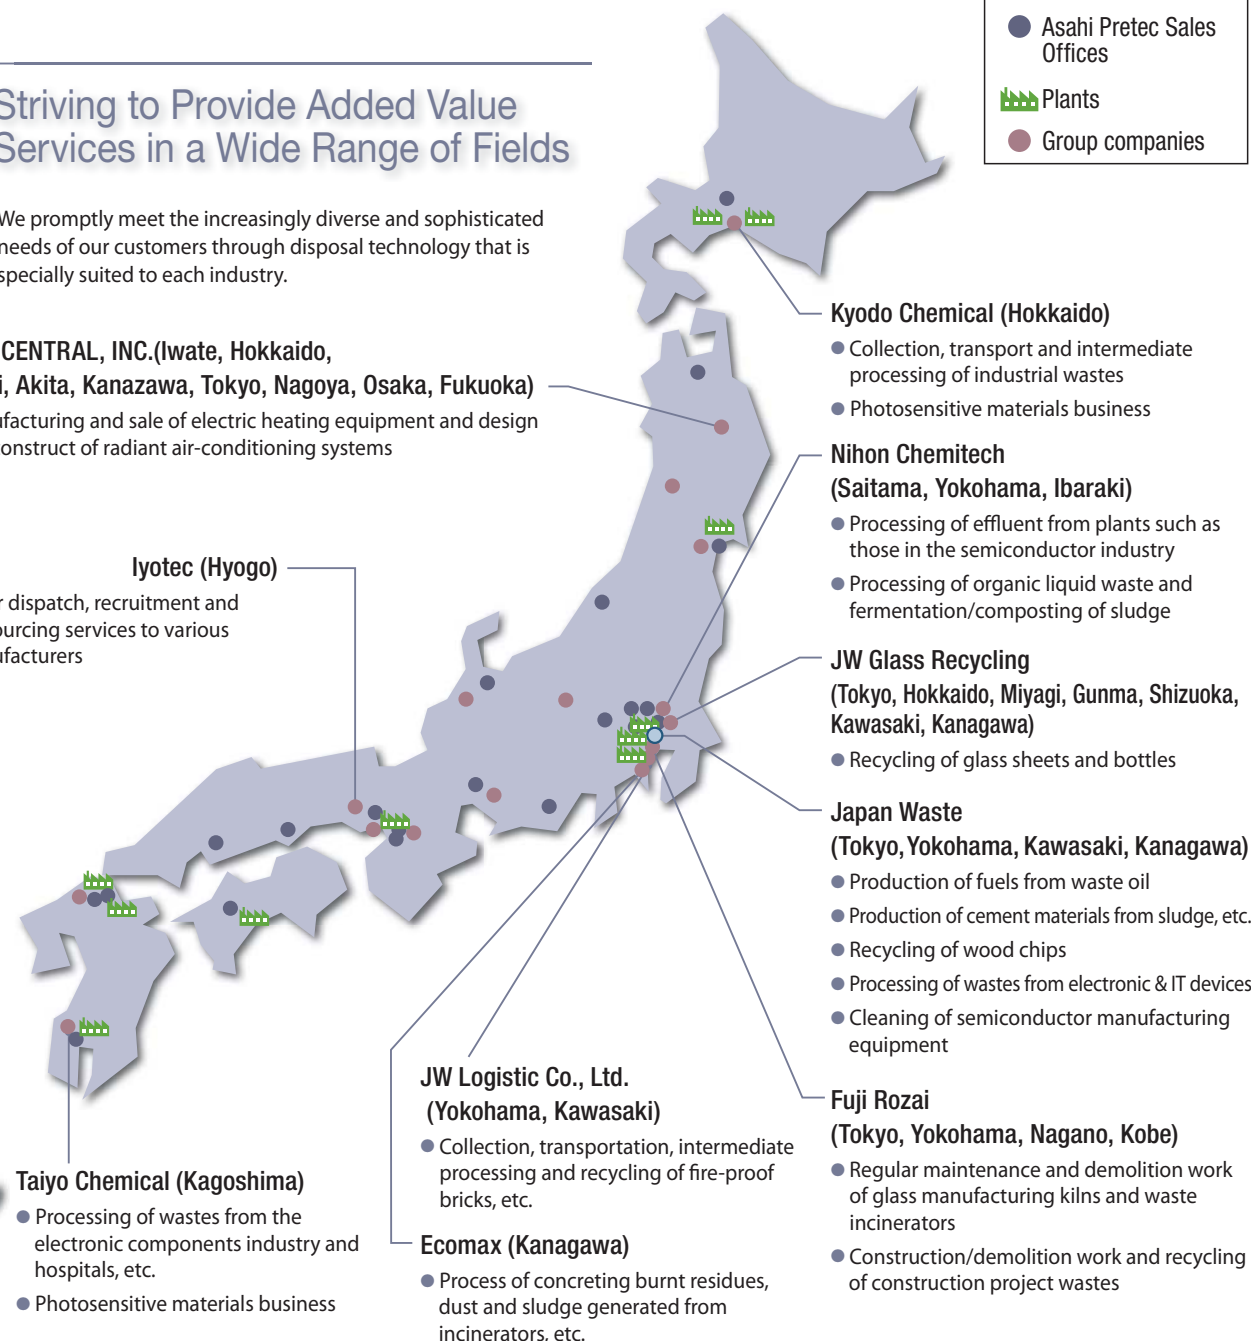 Asahi Pretec Sales
Offices
Plants
Group companies
Striving to Provide Added Value
Services in a Wide Range of Fields
We promptly meet the increasingly diverse and sophisticated
needs of our customers through disposal technology that is
specially suited to each industry.
CENTRAL, INC.(Iwate, Hokkaido,
Akita, Kanazawa, Tokyo, Nagoya, Osaka, Fukuoka)
and sale of electric heating equipment and design
construct of radiant air-conditioning systems
Iyotec (Hyogo)
dispatch, recruitment and
services to various
Kyodo Chemical (Hokkaido)
● Collection, transport and intermediate
processing of industrial wastes
● Photosensitive materials business
Nihon Chemitech
(Saitama, Yokohama, Ibaraki)
● Processing of effluent from plants such as
those in the semiconductor industry
● Processing of organic liquid waste and
fermentation/composting of sludge
JW Glass Recycling
(Tokyo, Hokkaido, Miyagi, Gunma, Shizuoka,
Kawasaki, Kanagawa)
● Recycling of glass sheets and bottles
Japan Waste
(Tokyo, Yokohama, Kawasaki, Kanagawa)
● Production of fuels from waste oil
● Production of cement materials from sludge, etc.
● Recycling of wood chips
● Processing of wastes from electronic & IT devices
● Cleaning of semiconductor manufacturing
equipment
Fuji Rozai
(Tokyo, Yokohama, Nagano, Kobe)
● Regular maintenance and demolition work
of glass manufacturing kilns and waste
incinerators
● Construction/demolition work and recycling
of construction project wastes
JW Logistic Co., Ltd.
(Yokohama, Kawasaki)
● Collection, transportation, intermediate
processing and recycling of fire-proof
bricks, etc.
Ecomax (Kanagawa)
● Process of concreting burnt residues,
dust and sludge generated from
incinerators, etc.
Taiyo Chemical (Kagoshima)
● Processing of wastes from the
electronic components industry and
hospitals, etc.
● Photosensitive materials business